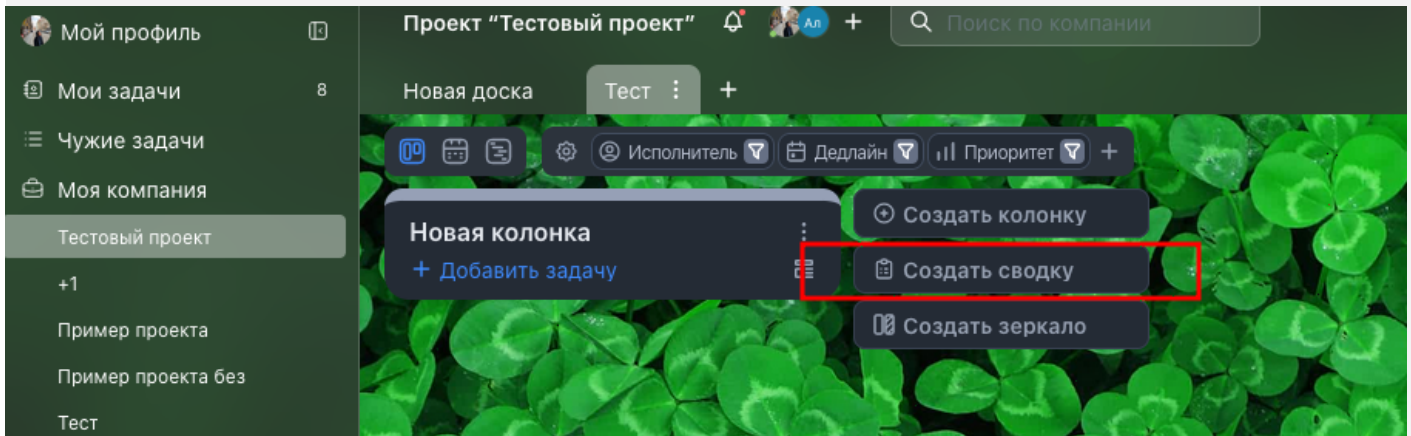 Мой профиль
Мои задачи 8
Чужие задачи
Моя компания
Тестовый проект
+1
Пример проекта
Пример проекта без
Тест
Проект “Тестовый проект”
Ал
+
Поиск по компании
Новая доска
Тест
+
Исполнитель
Дедлайн
Приоритет
+
Новая колонка
+ Добавить задачу
Создать колонку
Создать сводку
Создать зеркало